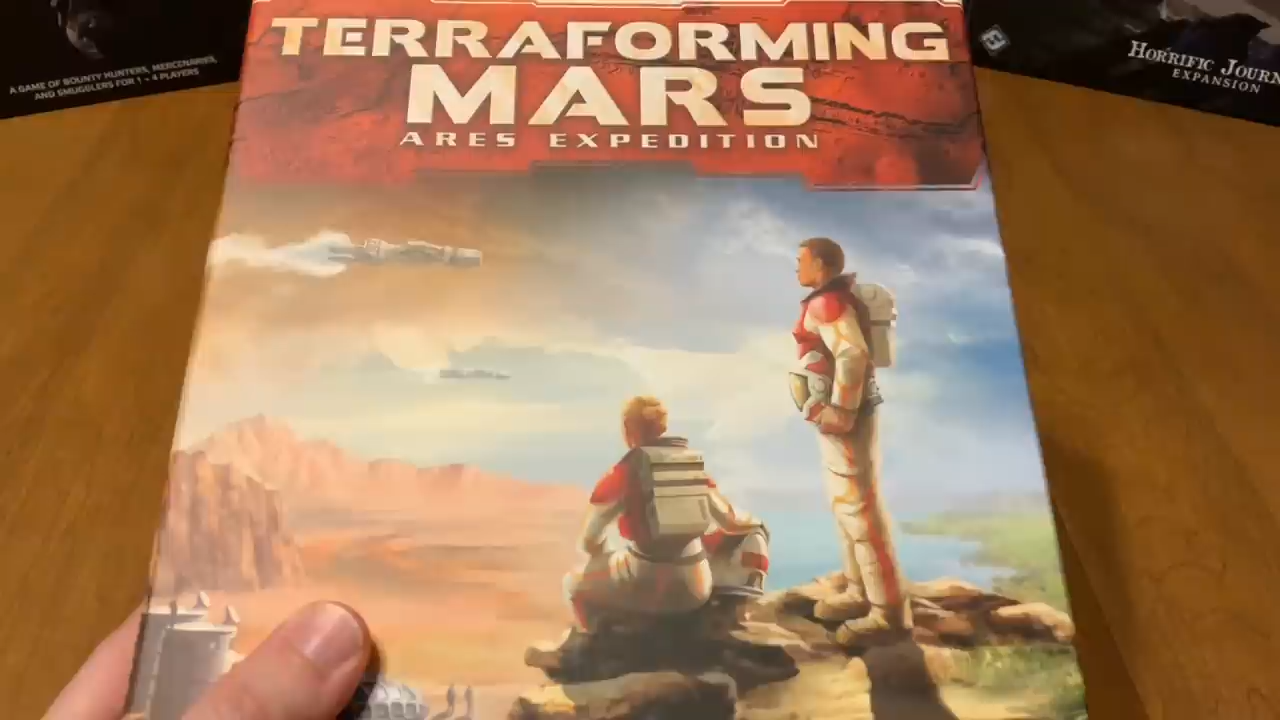 TERRAFORMING
MARS
ARES EXPEDITION
A GAME OF BOUNTY HUNTERS, MERCENARIES,
AND SMUGGLERS FOR 1 - 4 PLAYERS
HORRIFIC JOURN
EXPANSION